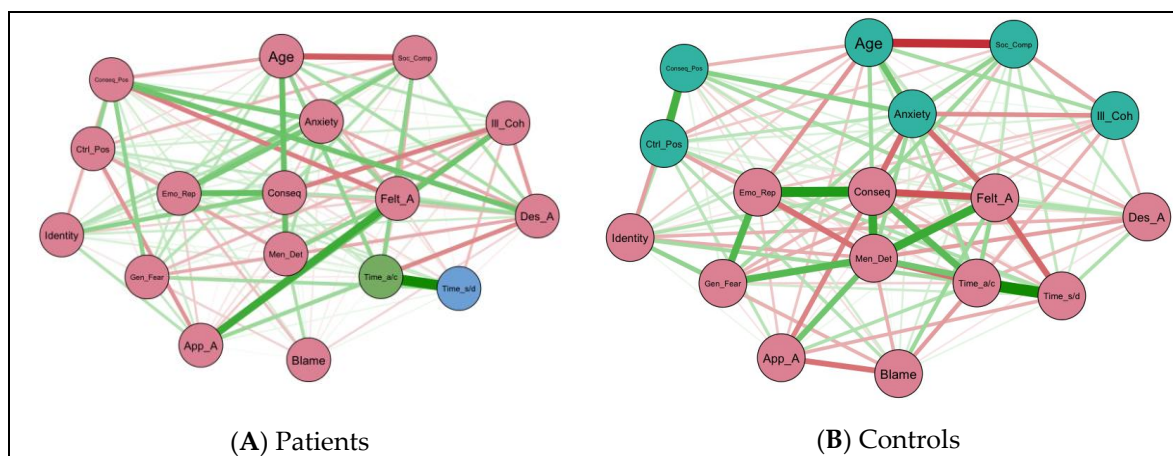 Age
Soc_Comp
Conseq_Pos
Anxiety
Ill_Coh
Ctrl_Pos
Emo_Rep
Conseq
Felt_A
Des_A
Identity
Men_Det
Gen_Fear
Time_a/c
Time_s/d
App_A
Blame
(A) Patients
Age
Soc_Comp
Conseq_Pos
Anxiety
Ill_Coh
Ctrl_Pos
Emo_Rep
Conseq
Felt_A
Des_A
Identity
Men_Det
Gen_Fear
Time_a/c
Time_s/d
App_A
Blame
(B) Controls